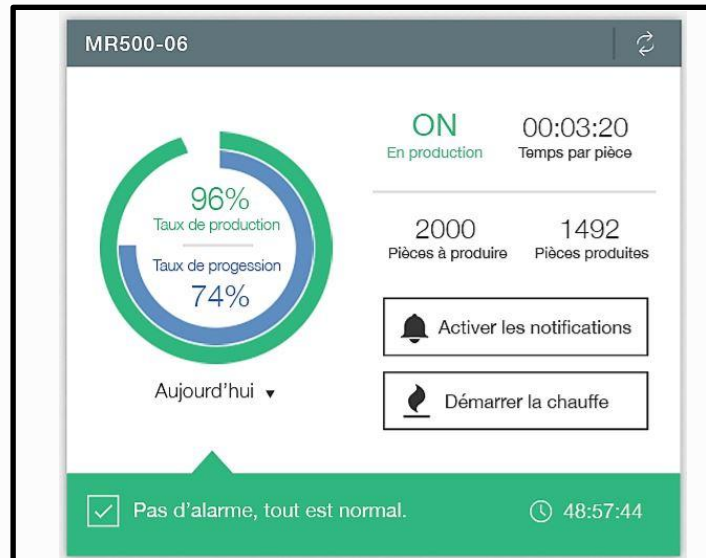 MR500-06
96%
Taux de production
Taux de progession
74%
Aujourd'hui
ON
En production
00:03:20
Temps par pièce
2000
Pièces à produire
1492
Pièces produites
Activer les notifications
Démarrer la chauffe
Pas d'alarme, tout est normal.
48:57:44